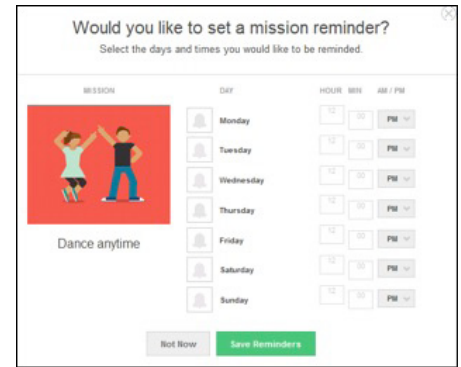 Would you like to set a mission reminder?
Select the days and times you would like to be reminded.
MISSION DAY HOUR MIN AM / PM
Monday 12 00 PM
Tuesday 12 00 PM
Wednesday 12 00 PM
Thursday 12 00 PM
Dance anytime
Friday 12 00 PM
Saturday 12 00 PM
Sunday 12 00 PM
Not Now Save Reminders